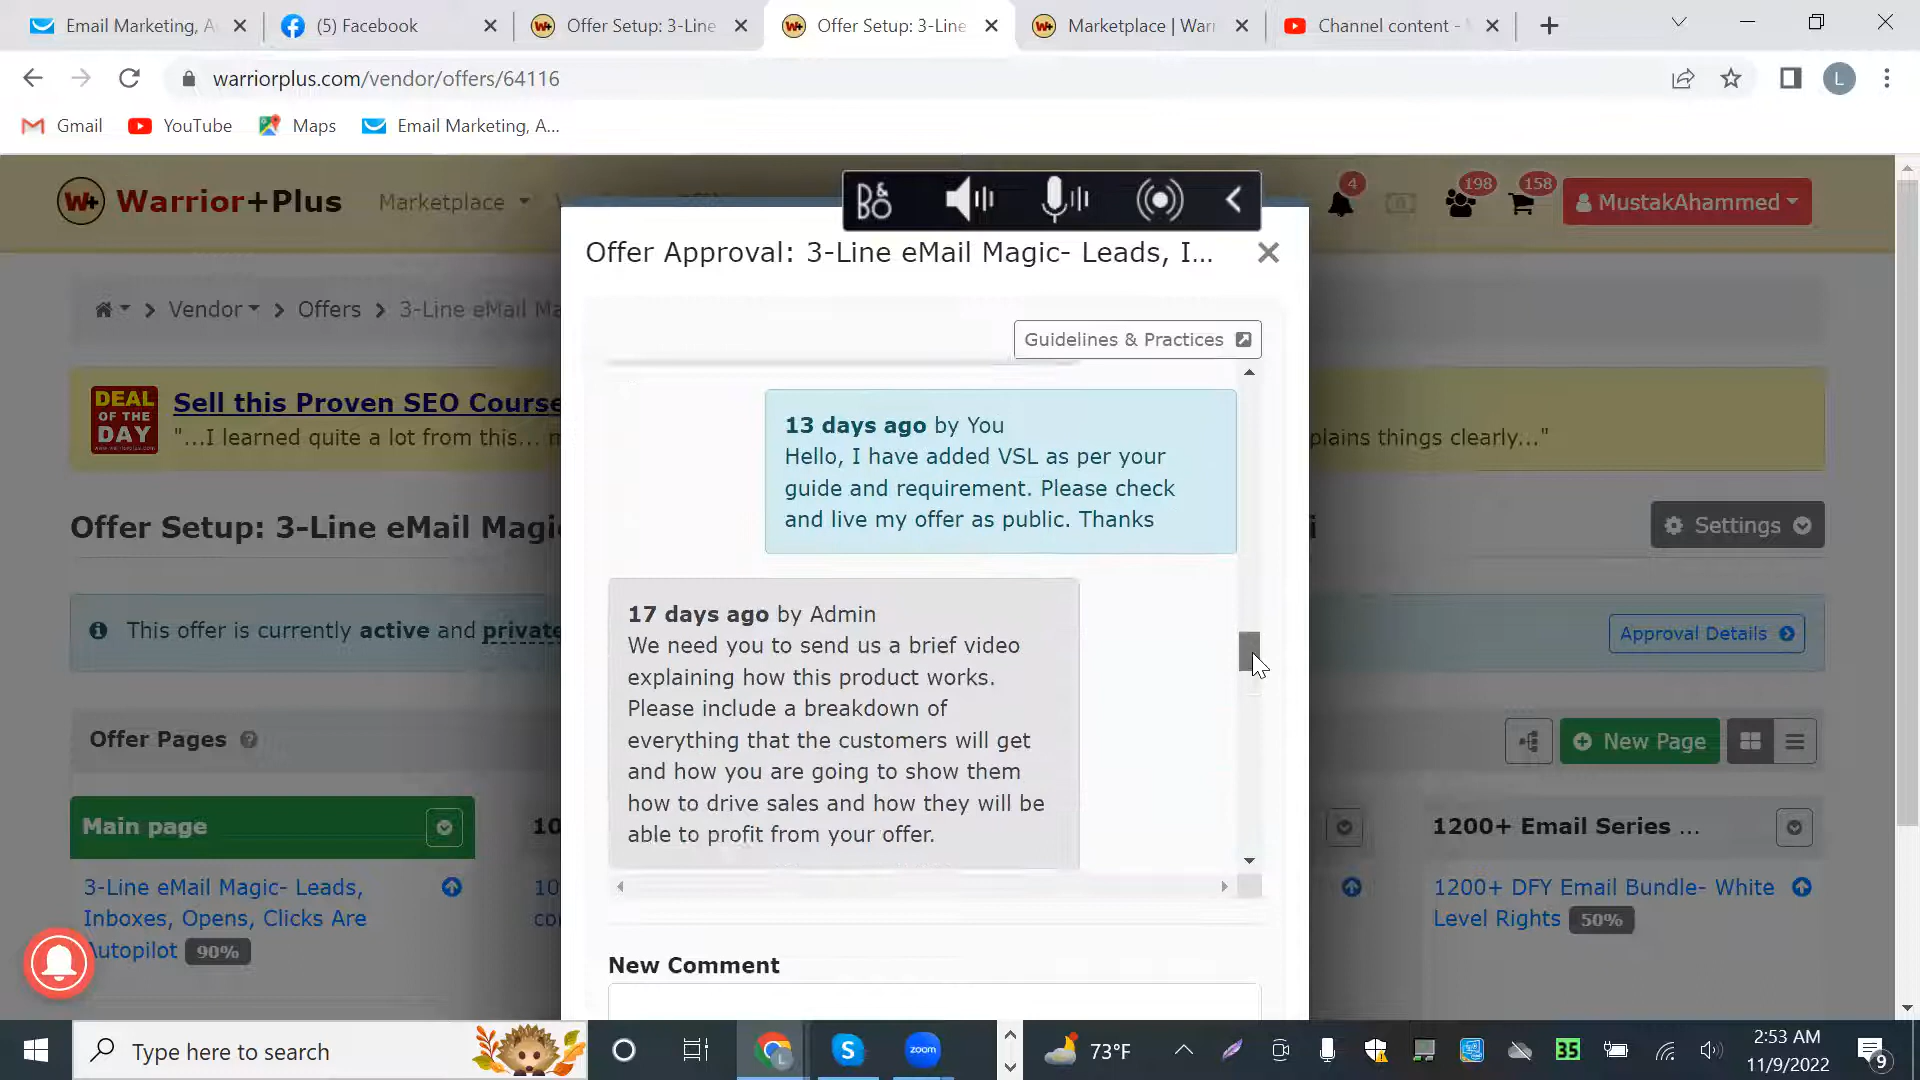 Email Marketing, A
(5) Facebook
Offer Setup: 3-Line
Offer Setup: 3-Line
Marketplace | Warr
Channel content -
warriorplus.com/vendor/offers/64116
L
Gmail
YouTube
Maps
Email Marketing, A...
W+ Warrior+Plus
Marketplace
B&O
4
198
158
MustakAhammed
Offer Approval: 3-Line eMail Magic- Leads, I...
Vendor
Offers
3-Line eMail Ma
Guidelines & Practices
DEAL
OF THE
DAY
Sell this Proven SEO Course
"...I learned quite a lot from this...
plains things clearly..."
13 days ago by You
Hello, I have added VSL as per your
guide and requirement. Please check
and live my offer as public. Thanks
Offer Setup: 3-Line eMail Magi
Settings
17 days ago by Admin
We need you to send us a brief video
explaining how this product works.
Please include a breakdown of
everything that the customers will get
and how you are going to show them
how to drive sales and how they will be
able to profit from your offer.
This offer is currently active and private
Approval Details
Offer Pages
New Page
Main page
10
1200+ Email Series ...
3-Line eMail Magic- Leads,
Inboxes, Opens, Clicks Are
Autopilot 90%
10
co
1200+ DFY Email Bundle- White
Level Rights 50%
New Comment
Type here to search
zoom
73°F
35
2:53 AM
11/9/2022
9